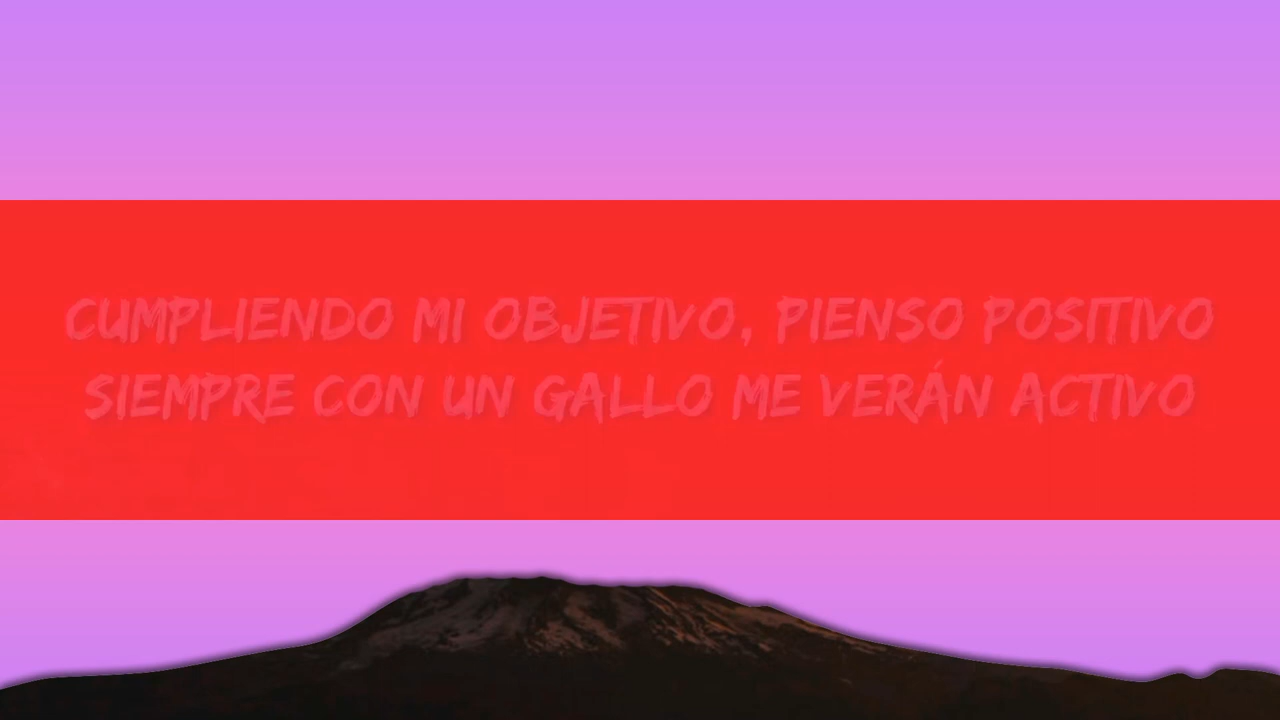 CUMPLIENDO MI OBJETIVO, PIENSO POSITIVO
SIEMPRE CON UN GALLO ME VERÁN ACTIVO